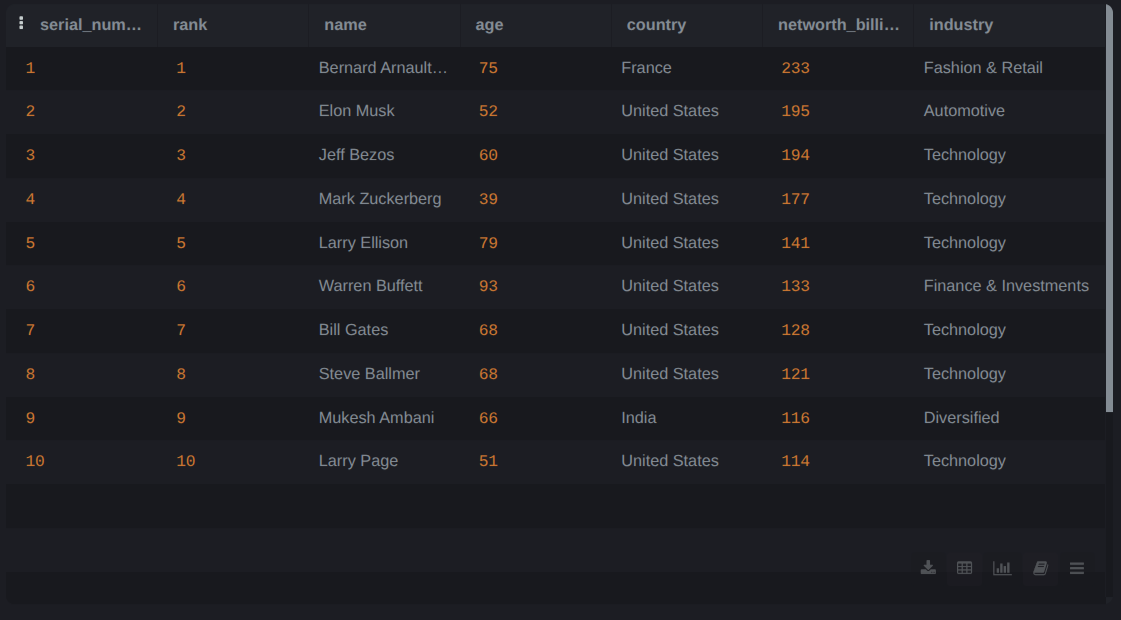 serial_num… rank name age country networth_billi… industry
1 1 Bernard Arnault… 75 France 233 Fashion & Retail
2 2 Elon Musk 52 United States 195 Automotive
3 3 Jeff Bezos 60 United States 194 Technology
4 4 Mark Zuckerberg 39 United States 177 Technology
5 5 Larry Ellison 79 United States 141 Technology
6 6 Warren Buffett 93 United States 133 Finance & Investments
7 7 Bill Gates 68 United States 128 Technology
8 8 Steve Ballmer 68 United States 121 Technology
9 9 Mukesh Ambani 66 India 116 Diversified
10 10 Larry Page 51 United States 114 Technology